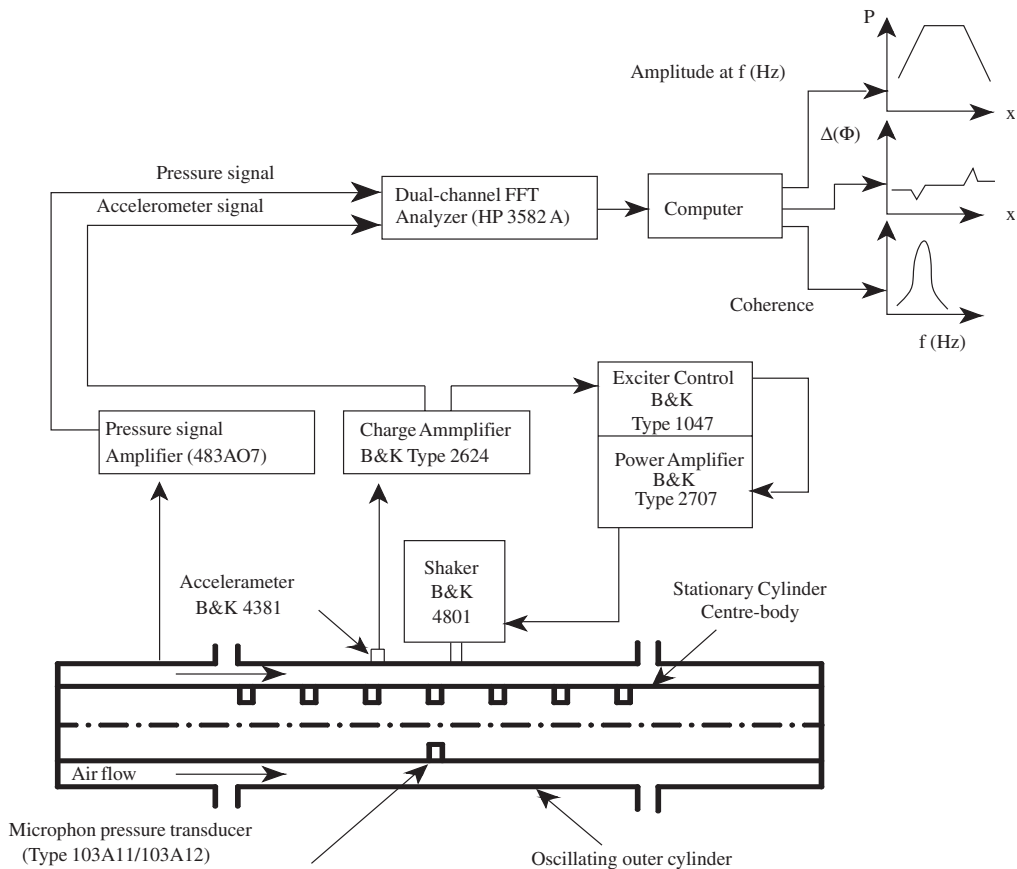 P
Amplitude at f (Hz)
x
Δ(Φ)
Pressure signal
Accelerometer signal
Dual-channel FFT
Analyzer (HP 3582 A)
Computer
x
Coherence
f (Hz)
Exciter Control
B&K
Type 1047
Pressure signal
Amplifier (483AO7)
Charge Ammplifier
B&K Type 2624
Power Amplifier
B&K
Type 2707
Accelerameter
B&K 4381
Shaker
B&K
4801
Stationary Cylinder
Centre-body
Air flow
Microphon pressure transducer
(Type 103A11/103A12)
Oscillating outer cylinder